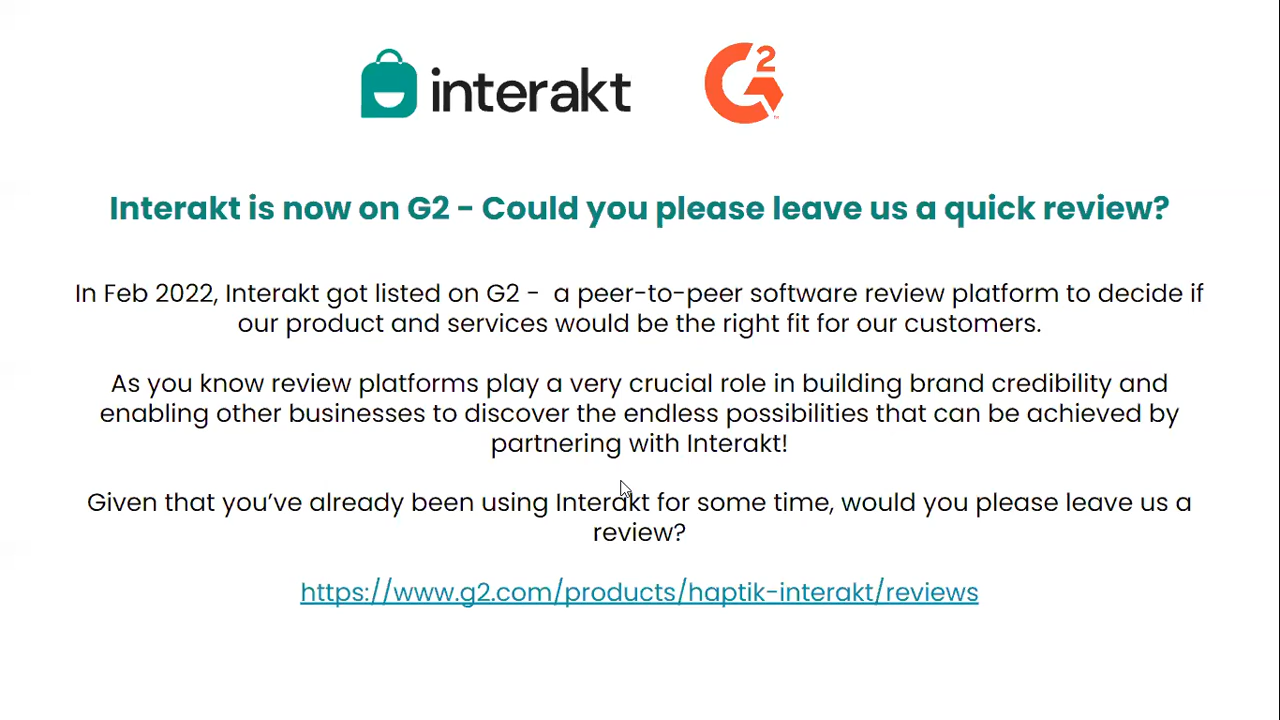 interakt
G2
Interakt is now on G2 - Could you please leave us a quick review?
In Feb 2022, Interakt got listed on G2 - a peer-to-peer software review platform to decide if
our product and services would be the right fit for our customers.
As you know review platforms play a very crucial role in building brand credibility and
enabling other businesses to discover the endless possibilities that can be achieved by
partnering with Interakt!
Given that you’ve already been using Interakt for some time, would you please leave us a
review?
https://www.g2.com/products/haptik-interakt/reviews